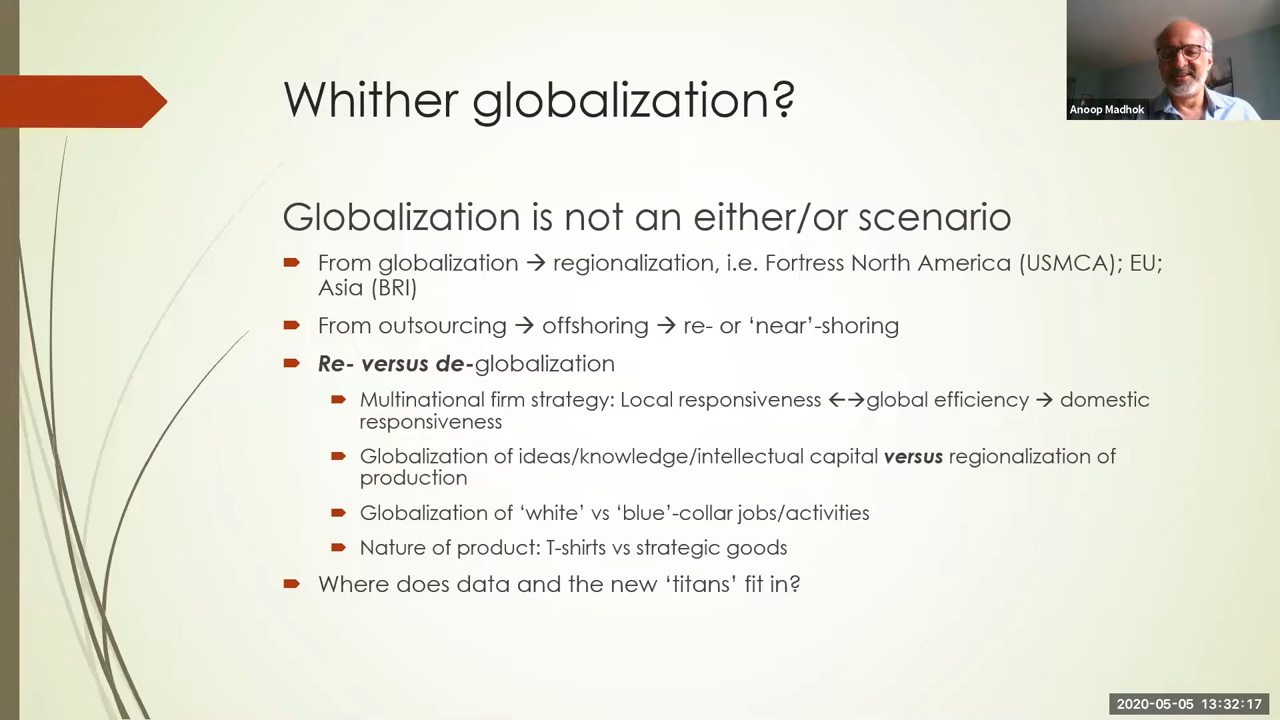 Whither globalization?
Anoop Madhok
Globalization is not an either/or scenario
From globalization → regionalization, i.e. Fortress North America (USMCA); EU;
Asia (BRI)
From outsourcing → offshoring → re- or ‘near’-shoring
Re- versus de-globalization
Multinational firm strategy: Local responsiveness ←→global efficiency → domestic
responsiveness
Globalization of ideas/knowledge/intellectual capital versus regionalization of
production
Globalization of ‘white’ vs ‘blue’-collar jobs/activities
Nature of product: T-shirts vs strategic goods
Where does data and the new ‘titans’ fit in?
2020-05-05 13:32:17